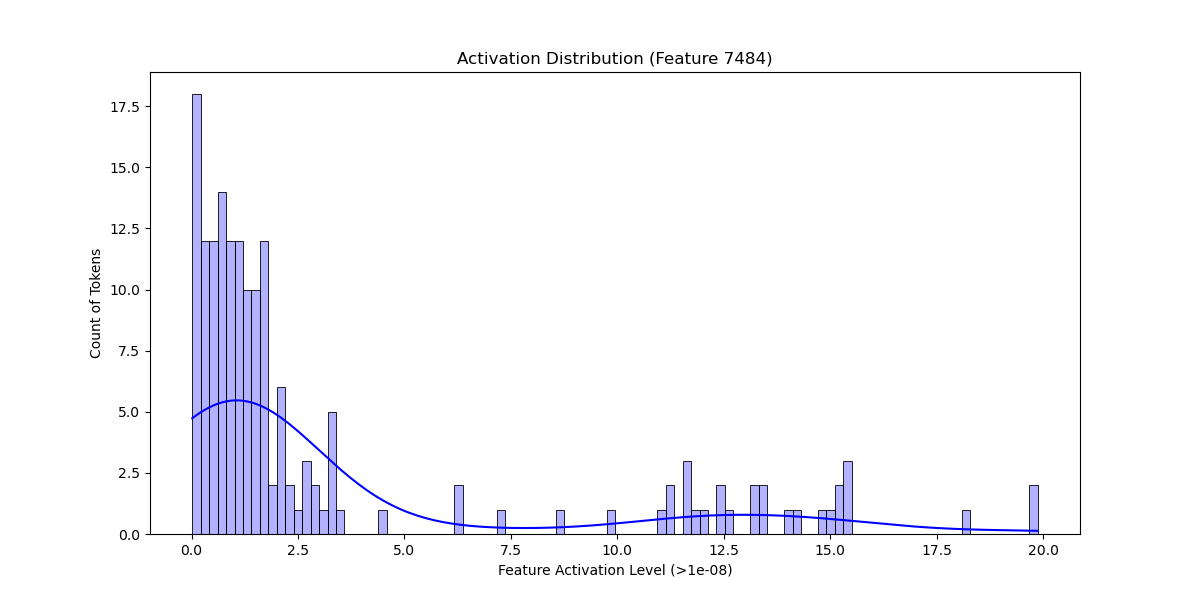 Activation Distribution (Feature 7484)
Count of Tokens
17.5
15.0
12.5
10.0
7.5
5.0
2.5
0.0
0.0 2.5 5.0 7.5 10.0 12.5 15.0 17.5 20.0
Feature Activation Level (>1e-08)